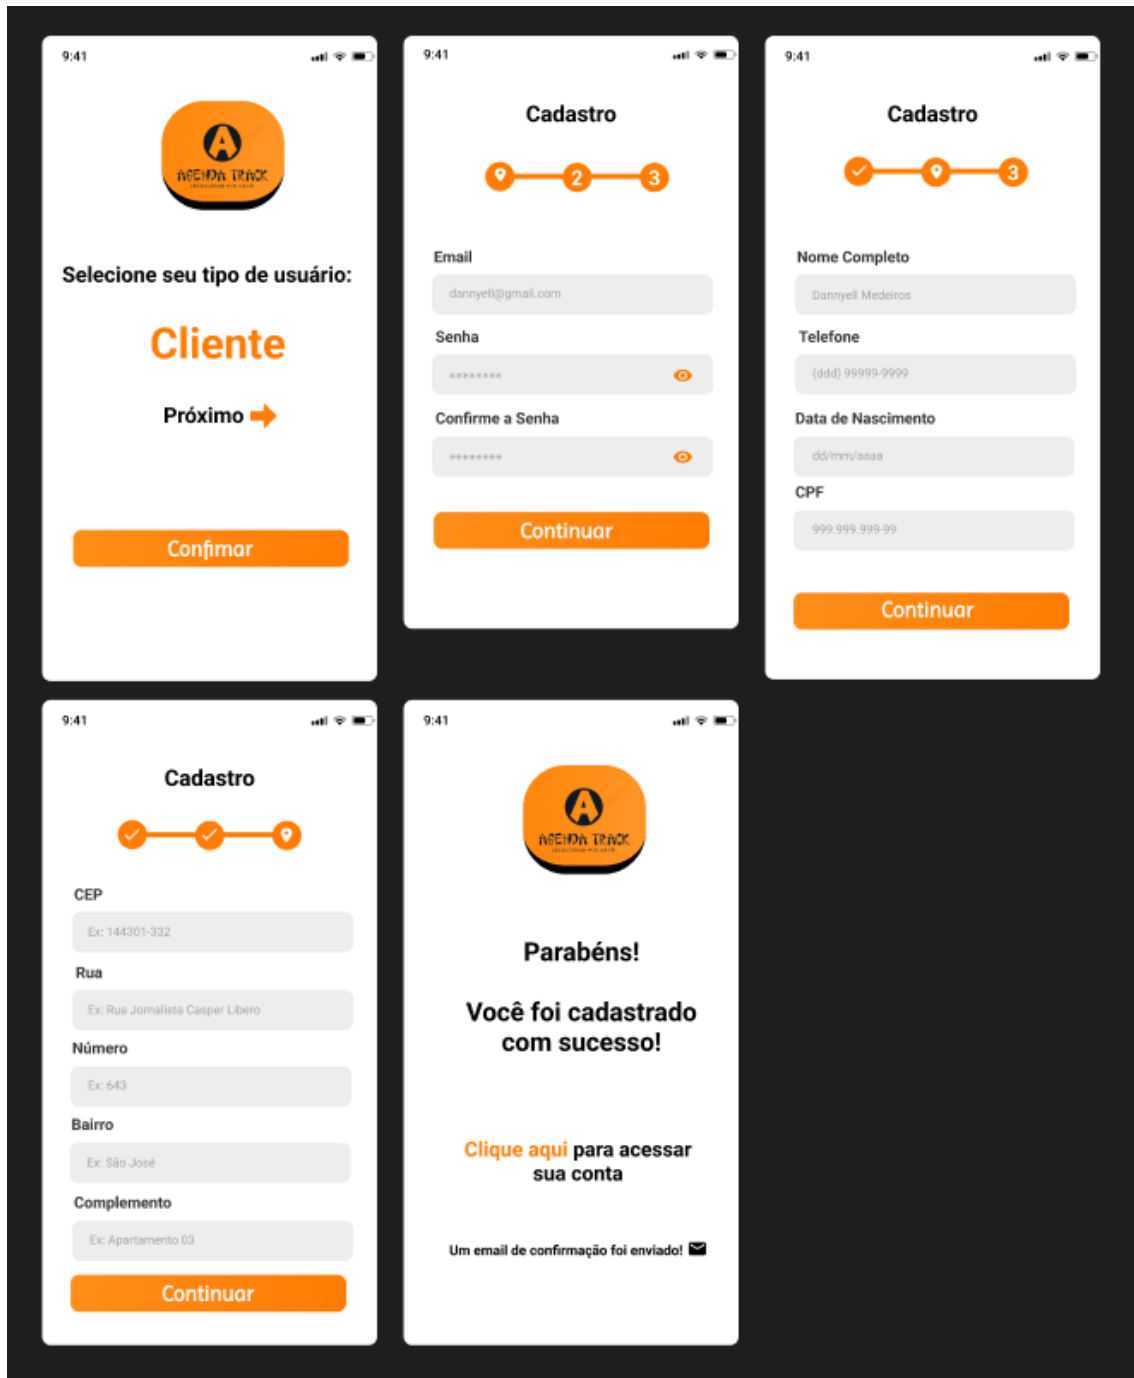 9:41
AGENDA TRACK
Selecione seu tipo de usuário:
Cliente
Próximo
Confimar
9:41
Cadastro
2
3
Email
dannyell@gmail.com
Senha
********
Confirme a Senha
********
Continuar
9:41
Cadastro
3
Nome Completo
Dannyell Medeiros
Telefone
(ddd) 99999-9999
Data de Nascimento
dd/mm/aaaa
CPF
999.999.999-99
Continuar
9:41
Cadastro
CEP
Ex: 144301-332
Rua
Ex: Rua Jornalista Casper Libero
Número
Ex: 643
Bairro
Ex: São José
Complemento
Ex: Apartamento 03
Continuar
9:41
AGENDA TRACK
Parabéns!
Você foi cadastrado
com sucesso!
Clique aqui para acessar
sua conta
Um email de confirmação foi enviado!